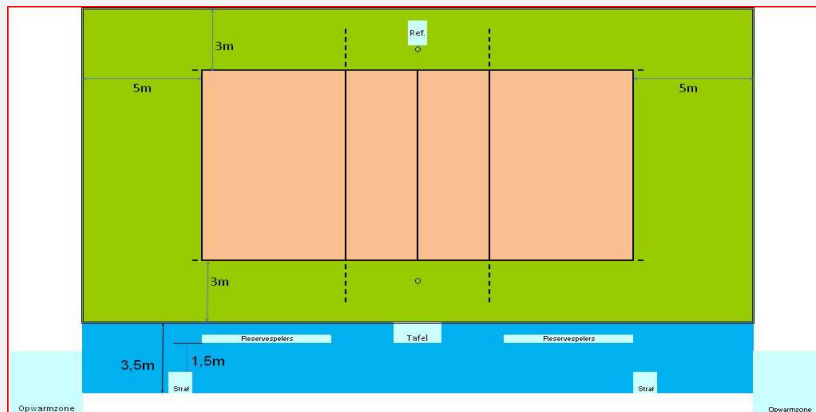 Ref.
3m
5m
5m
3m
Reservespelers
Tafel
Reservespelers
3,5m
1,5m
Straf
Straf
Opwarmzone
Opwarmzone